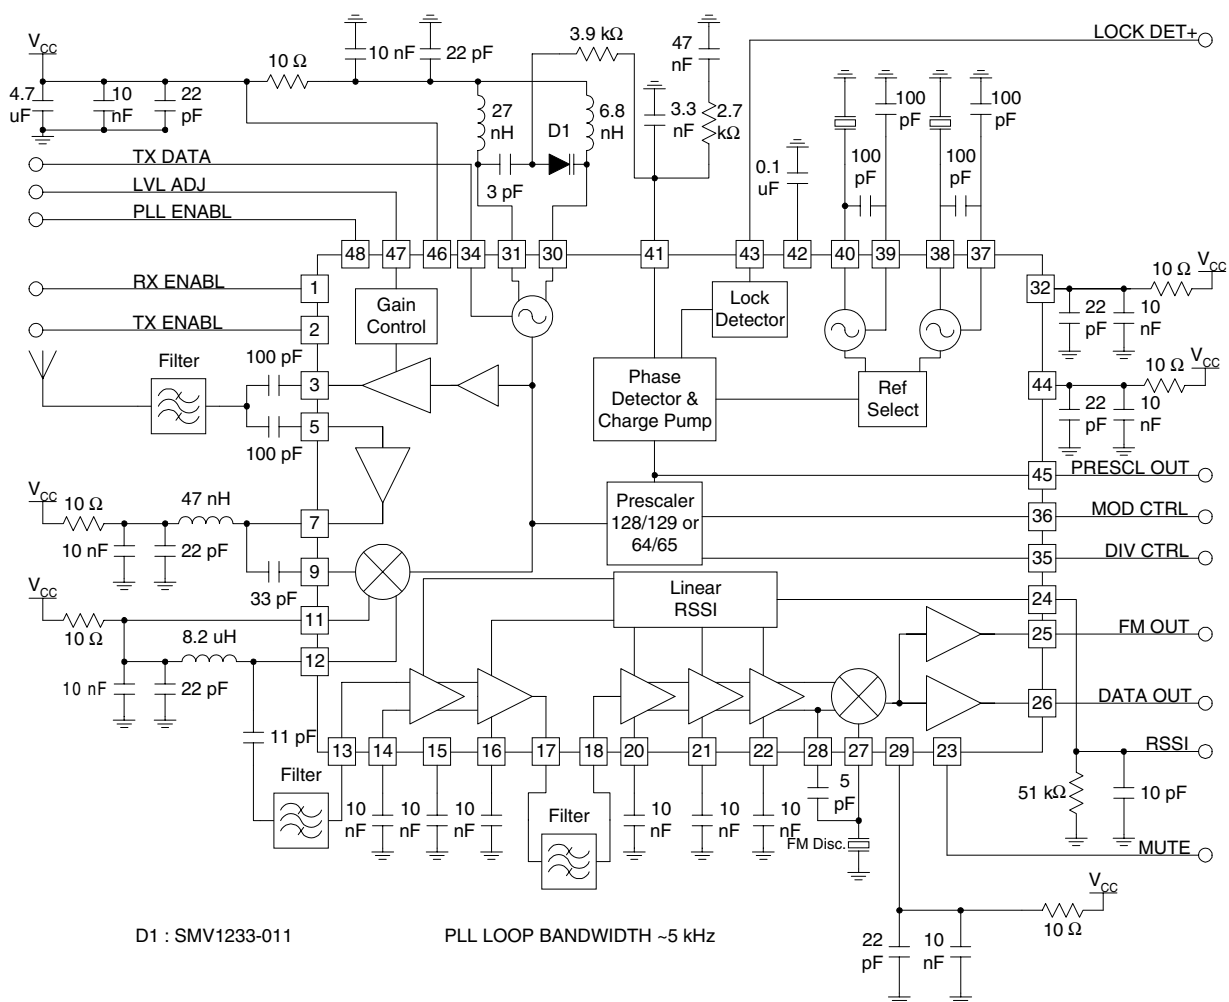 LOCK DET+
3.9 kΩ
47
nF
V_CC
10 nF
22 pF
10 Ω
4.7
uF
10
nF
22
pF
27
nH
D1
6.8
nH
3.3
nF
2.7
kΩ
100
pF
100
pF
TX DATA
3 pF
0.1
uF
100
pF
100
pF
LVL ADJ
PLL ENABL
48
47
46
34
31
30
41
43
42
40
39
38
37
V_CC
10 Ω
RX ENABL
1
32
Gain
Control
Lock
Detector
22
pF
10
nF
TX ENABL
2
Filter
100 pF
3
V_CC
10 Ω
44
Phase
Detector &
Charge Pump
Ref
Select
22
pF
10
nF
5
100 pF
45
PRESCL OUT
V_CC
10 Ω
47 nH
7
Prescaler
128/129 or
64/65
36
MOD CTRL
10 nF
22 pF
35
DIV CTRL
9
33 pF
V_CC
10 Ω
Linear
RSSI
24
11
8.2 uH
25
FM OUT
12
10 nF
22 pF
26
DATA OUT
11 pF
13
14
15
16
17
18
20
21
22
28
27
29
23
RSSI
Filter
10
nF
10
nF
10
nF
Filter
10
nF
10
nF
10
nF
5
pF
FM Disc.
51 kΩ
10 pF
MUTE
V_CC
10 Ω
22
pF
10
nF
D1 : SMV1233-011
PLL LOOP BANDWIDTH ~5 kHz